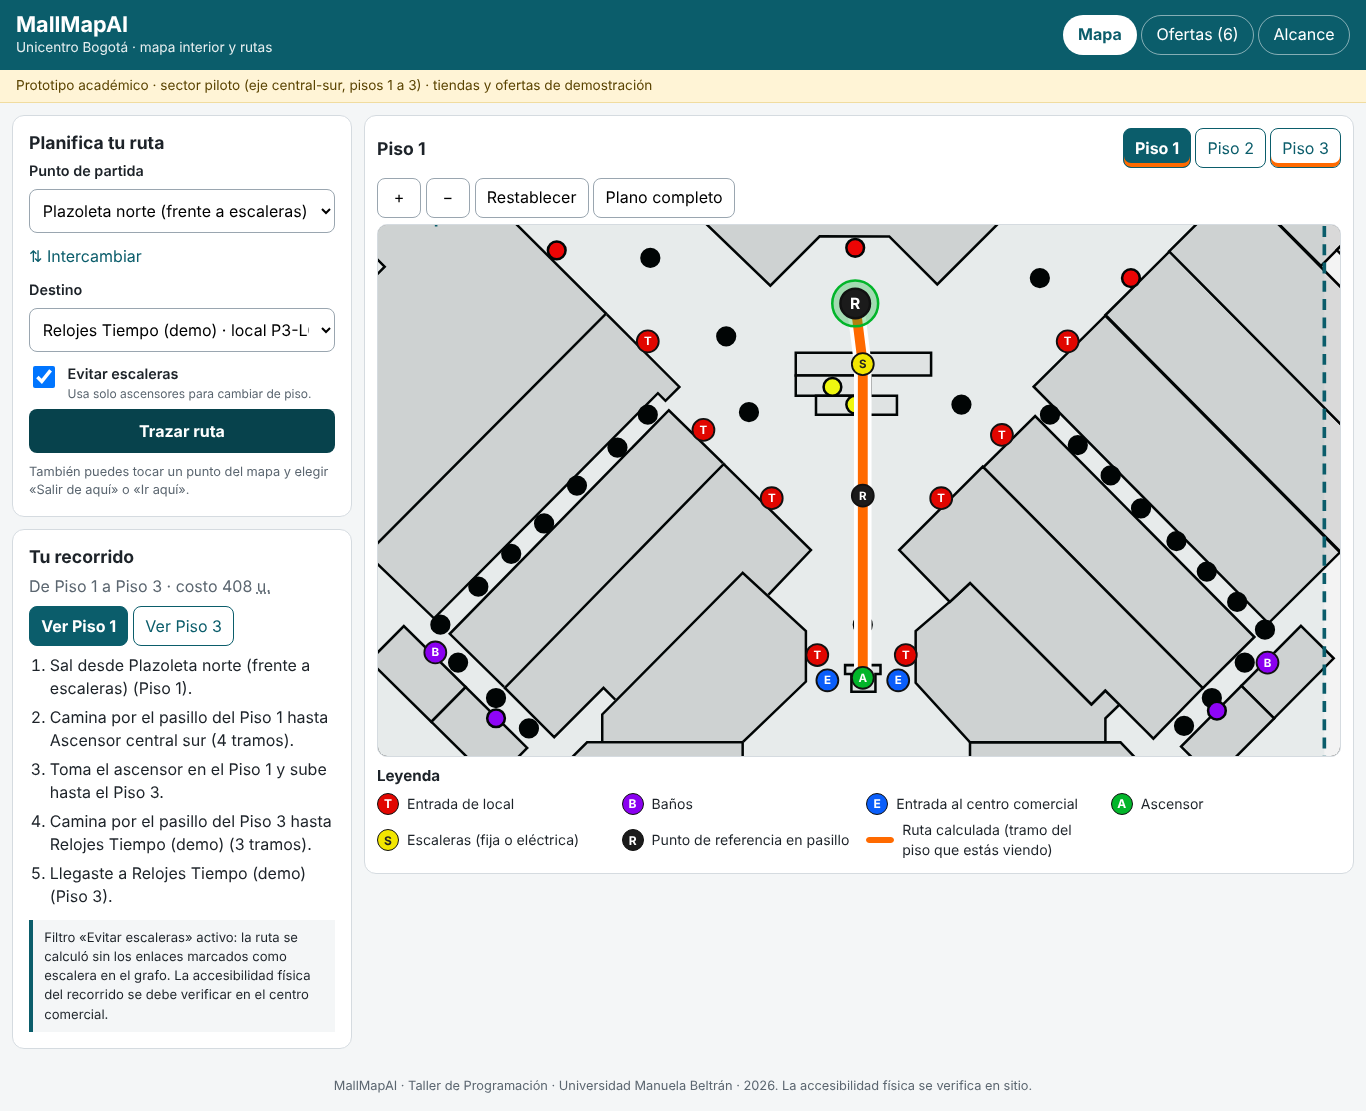 MallMapAI
Unicentro Bogotá · mapa interior y rutas
Mapa
Ofertas (6)
Alcance
Prototipo académico · sector piloto (eje central-sur, pisos 1 a 3) · tiendas y ofertas de demostración
Planifica tu ruta
Punto de partida
Plazoleta norte (frente a escaleras)
⇅ Intercambiar
Destino
Relojes Tiempo (demo) · local P3-L
Evitar escaleras
Usa solo ascensores para cambiar de piso.
Trazar ruta
También puedes tocar un punto del mapa y elegir
«Salir de aquí» o «Ir aquí».
Tu recorrido
De Piso 1 a Piso 3 · costo 408 u.
Ver Piso 1
Ver Piso 3
1. Sal desde Plazoleta norte (frente a
escaleras) (Piso 1).
2. Camina por el pasillo del Piso 1 hasta
Ascensor central sur (4 tramos).
3. Toma el ascensor en el Piso 1 y sube
hasta el Piso 3.
4. Camina por el pasillo del Piso 3 hasta
Relojes Tiempo (demo) (3 tramos).
5. Llegaste a Relojes Tiempo (demo)
(Piso 3).
Filtro «Evitar escaleras» activo: la ruta se
calculó sin los enlaces marcados como
escalera en el grafo. La accesibilidad física
del recorrido se debe verificar en el centro
comercial.
Piso 1
Piso 1
Piso 2
Piso 3
+
−
Restablecer
Plano completo
R
T
T
S
T
T
T
T
R
T
T
B
B
E
A
E
Leyenda
T Entrada de local
B Baños
E Entrada al centro comercial
A Ascensor
S Escaleras (fija o eléctrica)
R Punto de referencia en pasillo
Ruta calculada (tramo del
piso que estás viendo)
MallMapAI · Taller de Programación · Universidad Manuela Beltrán · 2026. La accesibilidad física se verifica en sitio.